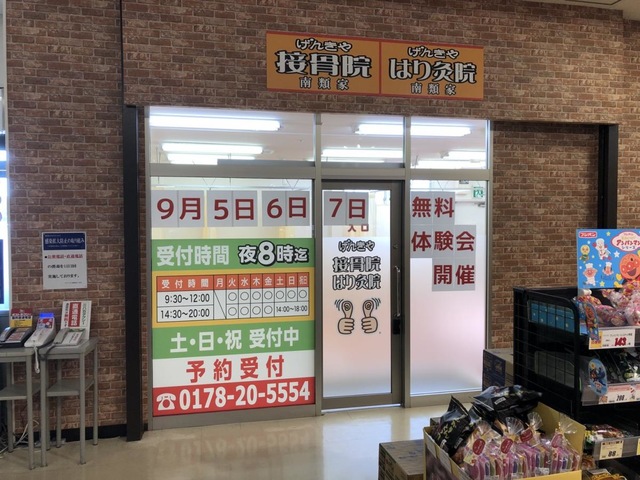 げんきや
接骨院
南類家
げんきや
はり灸院
南類家
9月5日6日7日
無料
体験会
開催
入口
受付時間 夜8時迄
受付時間 月火水木金土日祝
9:30〜12:00
14:30〜20:00
14:00〜18:00
土・日・祝 受付中
予約受付
☎0178-20-5554
げんきや
接骨院
はり灸院
アンパンマン
143
88